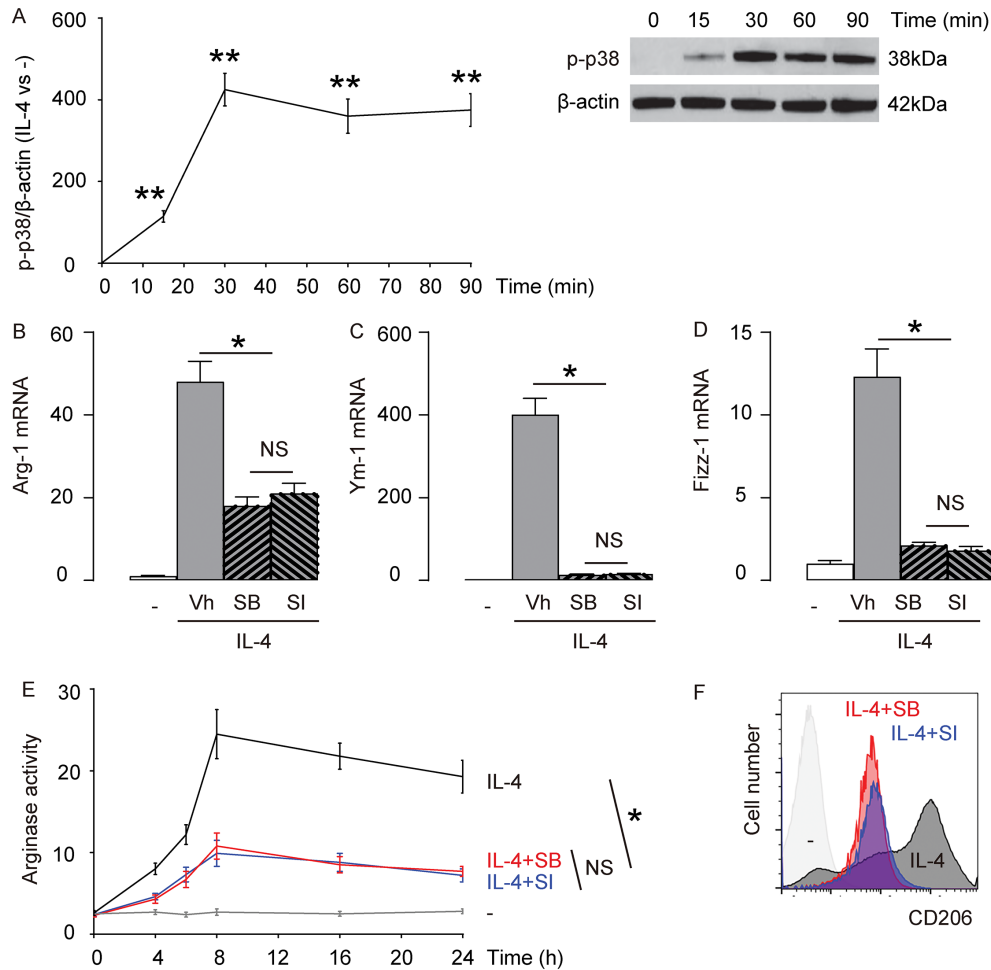 A
p-p38/β-actin (IL-4 vs -)
600
400
200
0
** ** ** **
0 10 20 30 40 50 60 70 80 90 Time (min)
0 15 30 60 90 Time (min)
p-p38 38kDa
β-actin 42kDa
B
Arg-1 mRNA
60
40
20
0
*
NS
- Vh SB SI
IL-4
C
Ym-1 mRNA
600
400
200
0
*
NS
- Vh SB SI
IL-4
D
Fizz-1 mRNA
15
10
5
0
*
NS
- Vh SB SI
IL-4
E
Arginase activity
30
20
10
0
IL-4
*
IL-4+SB
IL-4+SI
NS
-
0 4 8 12 16 20 24 Time (h)
F
Cell number
IL-4+SB
IL-4+SI
-
IL-4
CD206